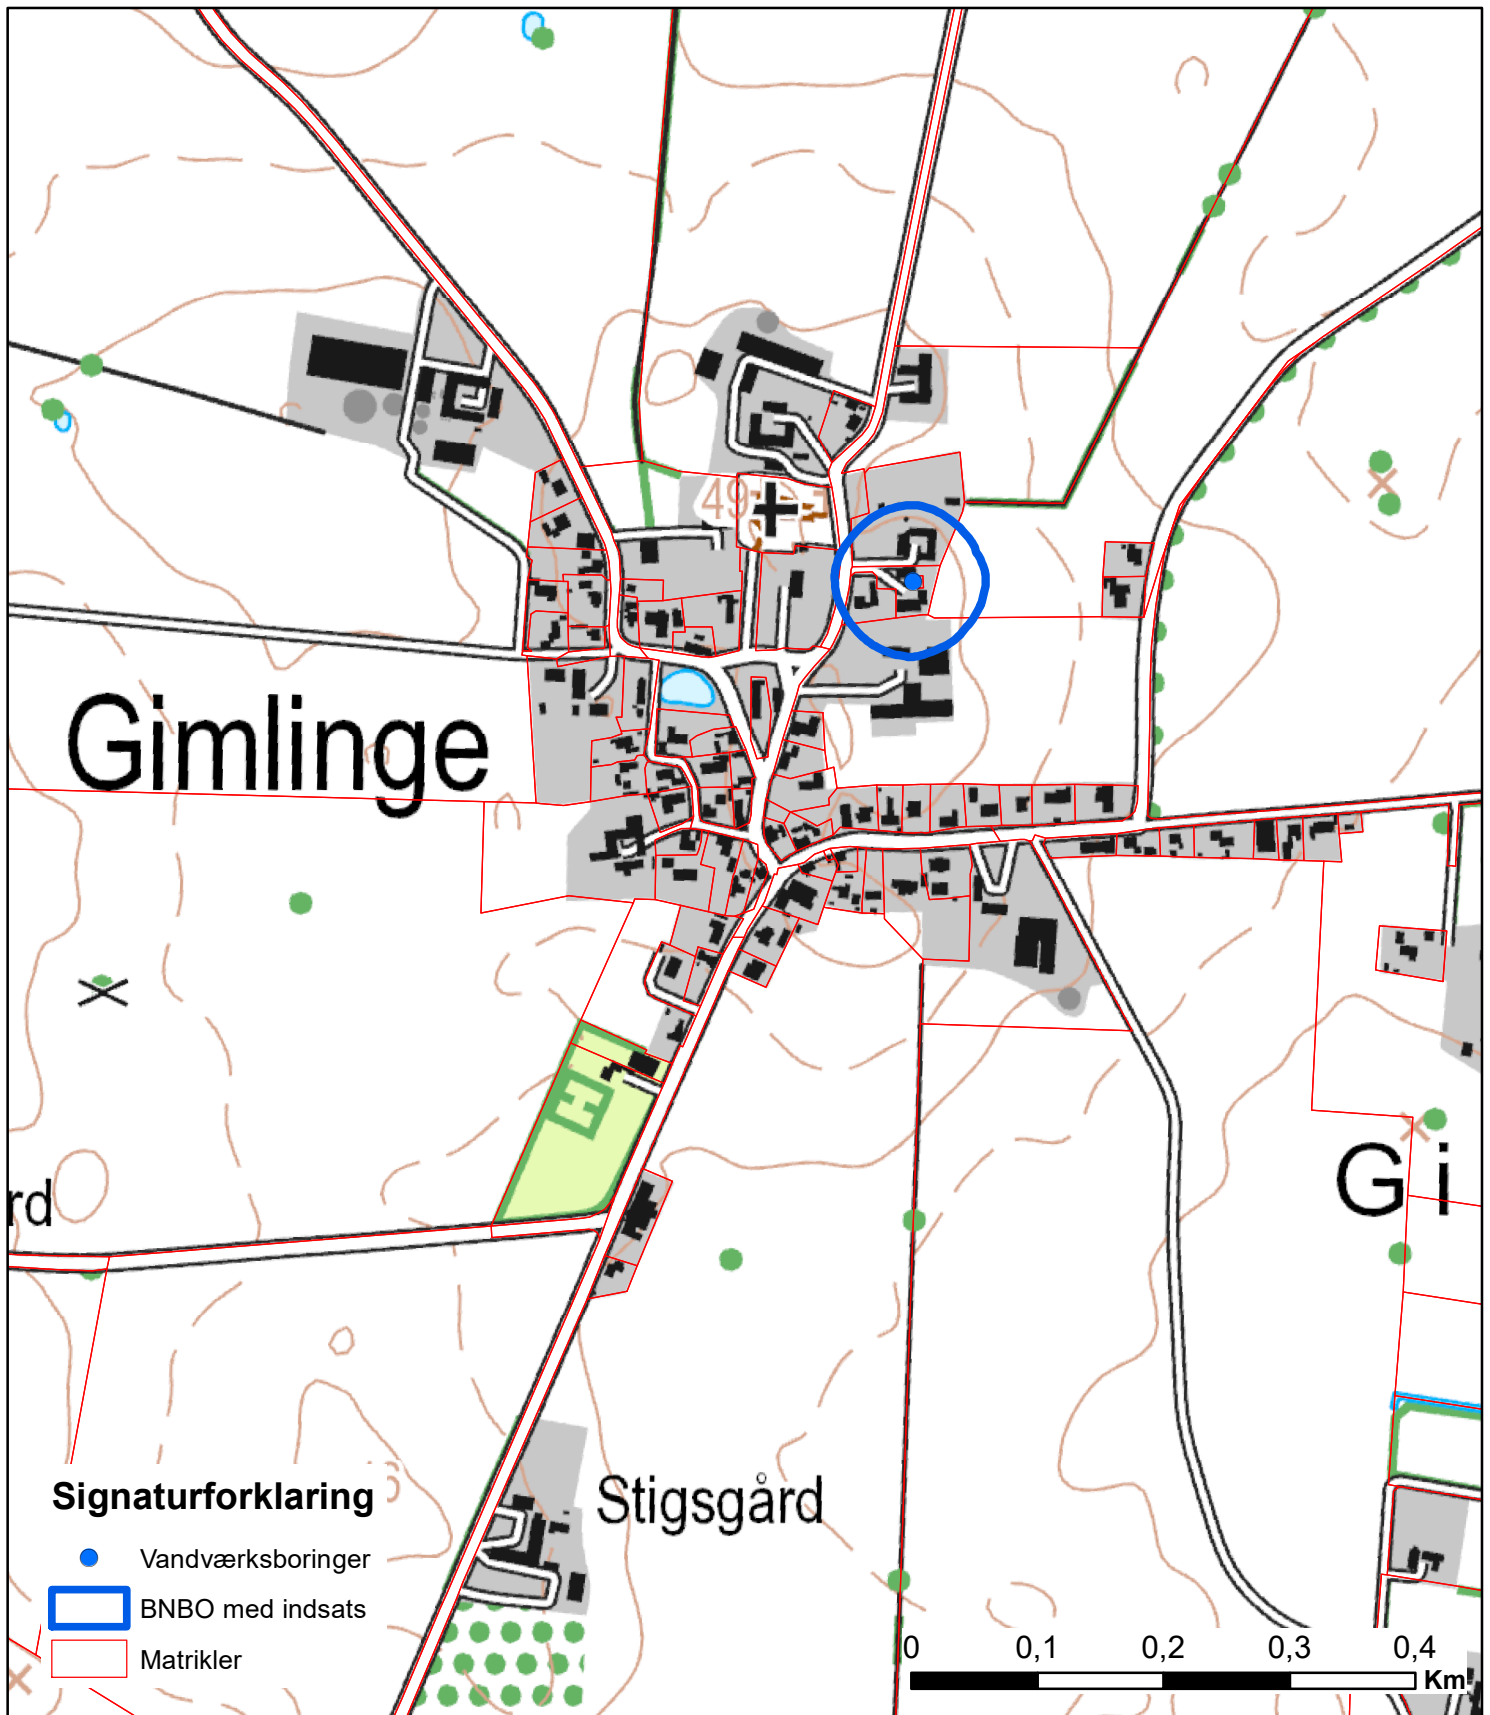 49
Gimlinge
Gi
rd
Stigsgård
Signaturforklaring
Vandværksboringer
BNBO med indsats
Matrikler
0 0,1 0,2 0,3 0,4
Km